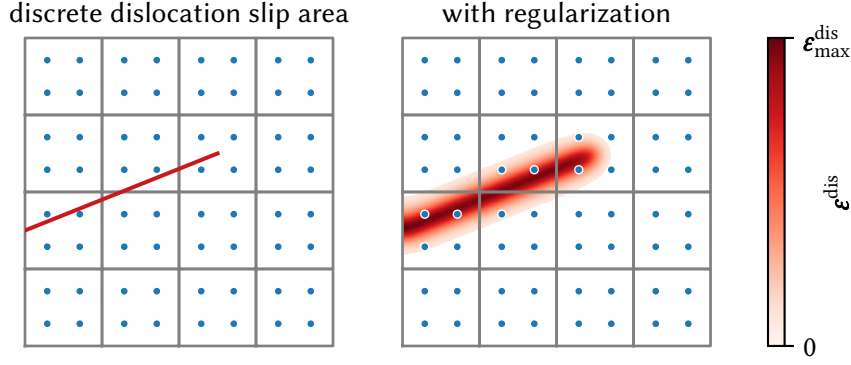 discrete dislocation slip area
with regularization
ε^dis_max
ε^dis
0